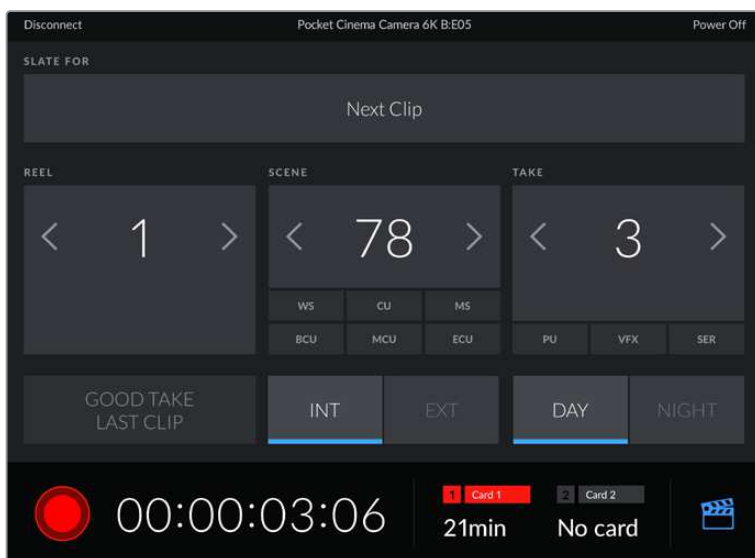 Disconnect Pocket Cinema Camera 6K B:E05 Power Off
SLATE FOR
Next Clip
REEL SCENE TAKE
1 78 3
WS CU MS
BCU MCU ECU PU VFX SER
GOOD TAKE
LAST CLIP
INT EXT DAY NIGHT
00:00:03:06
1 Card 1 2 Card 2
21min No card